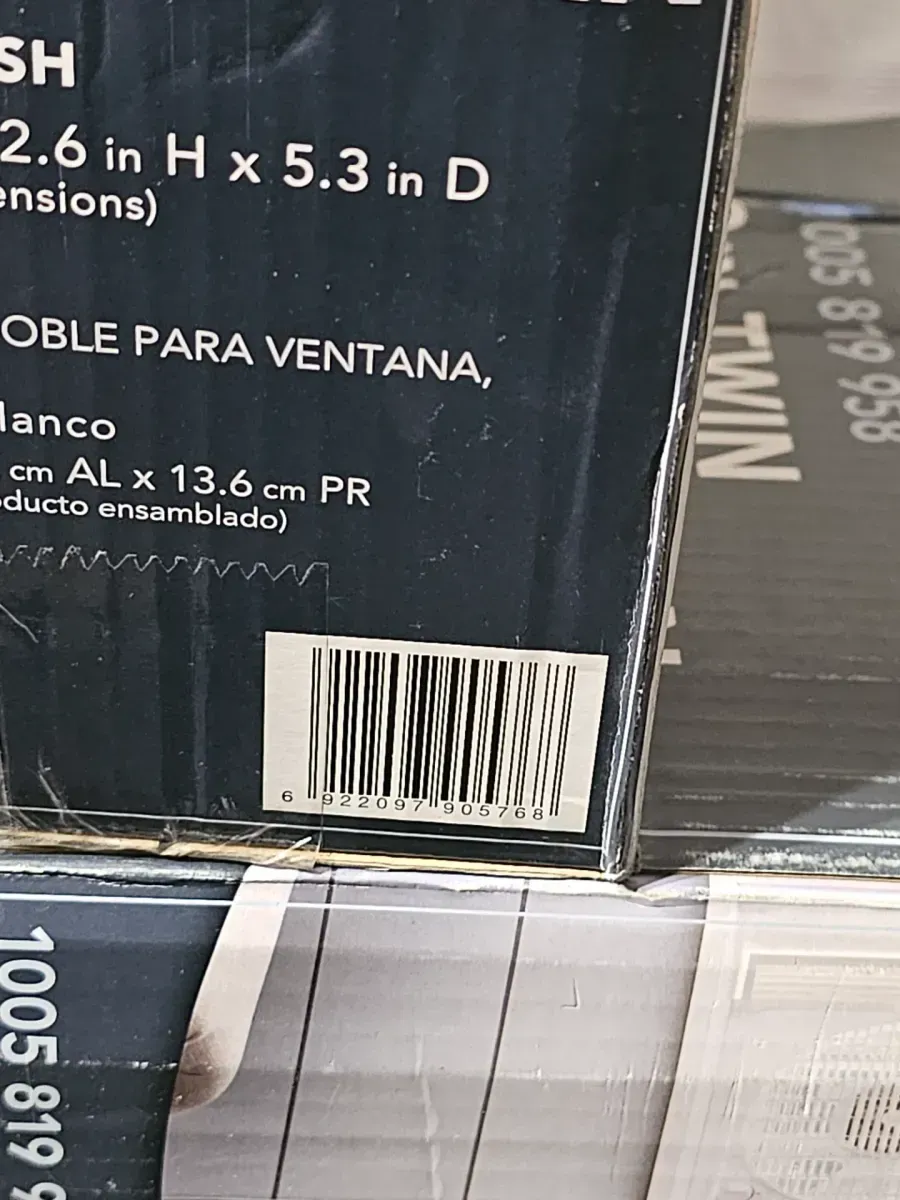 SH
2.6 in H x 5.3 in D
ensions)
OBLE PARA VENTANA,
lanco
cm AL x 13.6 cm PR
oducto ensamblado)
6 922097 905768
TWIN
1005 819 958
1005 819 9